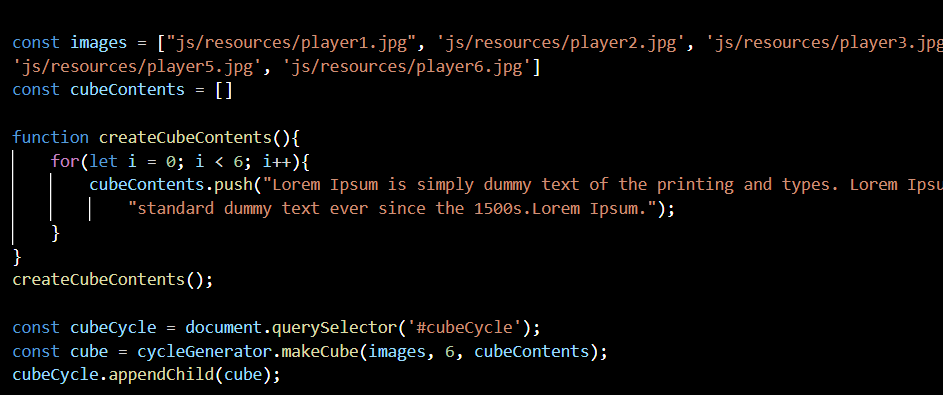 const images = ["js/resources/player1.jpg", 'js/resources/player2.jpg', 'js/resources/player3.jpg
'js/resources/player5.jpg', 'js/resources/player6.jpg']
const cubeContents = []
function createCubeContents(){
for(let i = 0; i < 6; i++){
cubeContents.push("Lorem Ipsum is simply dummy text of the printing and types. Lorem Ipsu
"standard dummy text ever since the 1500s.Lorem Ipsum.");
}
}
createCubeContents();
const cubeCycle = document.querySelector('#cubeCycle');
const cube = cycleGenerator.makeCube(images, 6, cubeContents);
cubeCycle.appendChild(cube);